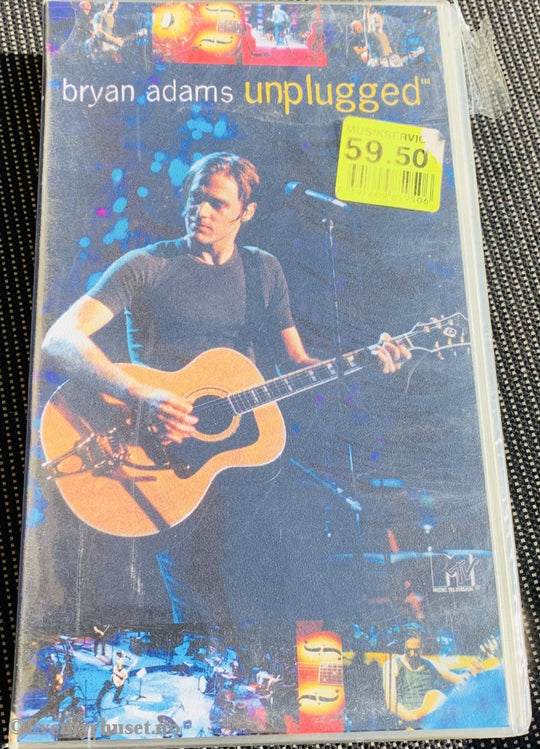 bryan adams unplugged™
MUSIKSERVIC
59.50
MTV
MUSIC TELEVISION